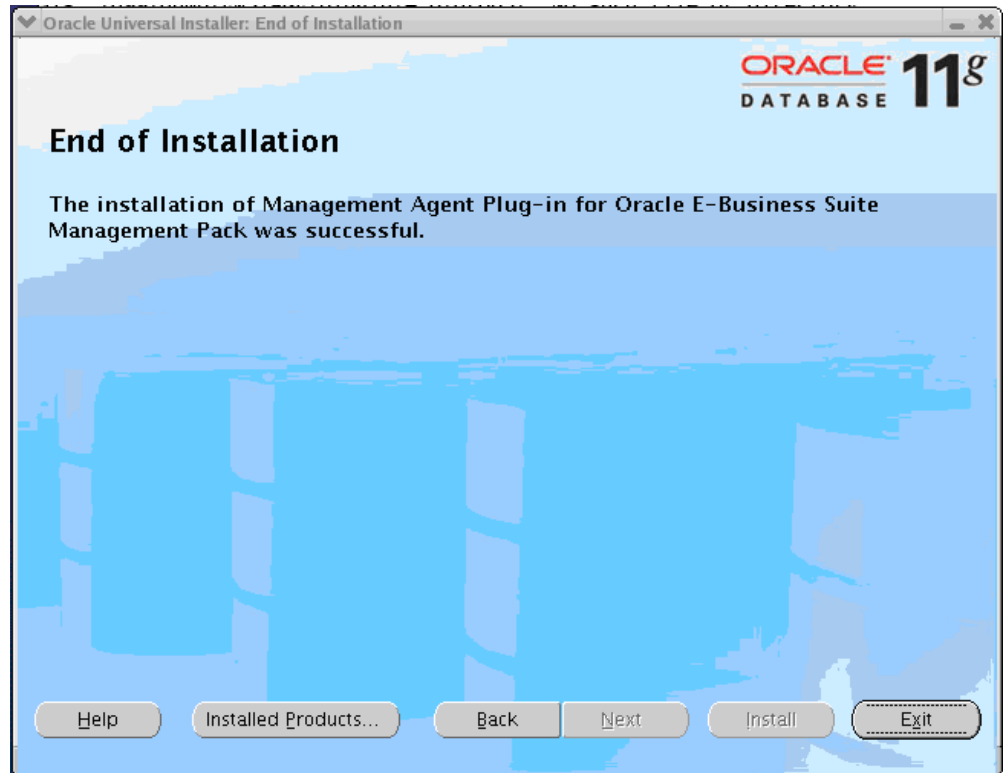 Oracle Universal Installer: End of Installation
ORACLE 11g
DATABASE
End of Installation
The installation of Management Agent Plug-in for Oracle E-Business Suite
Management Pack was successful.
Help Installed Products... Back Next Install Exit